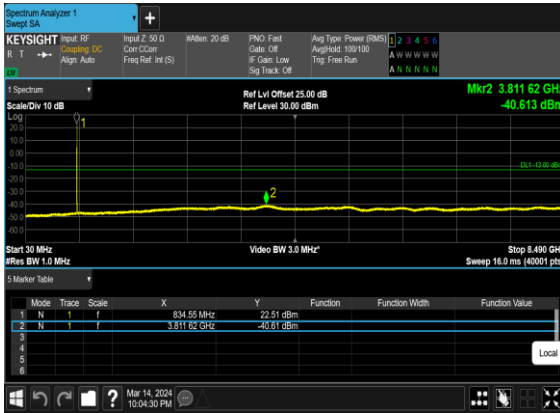 Spectrum Analyzer 1
Swept SA
+
KEYSIGHT Input: RF Input Z: 50 Ω #Atten: 20 dB PNO: Fast Avg Type: Power (RMS) 1 2 3 4 5 6
R T Coupling: DC Corr CCorr Gate: Off Avg|Hold: 100/100 A W W W W W
Align: Auto Freq Ref: Int (S) IF Gain: Low Trig: Free Run
Sig Track: Off A N N N N N
1 Spectrum Ref Lvl Offset 25.00 dB Mkr2 3.811 62 GHz
Scale/Div 10 dB Ref Level 30.00 dBm -40.613 dBm
Log
1
20.0
10.0
0.00
-10.0
DL1 -13.00 dBm
-20.0
-30.0
2
-40.0
-50.0
-60.0
Start 30 MHz Video BW 3.0 MHz* Stop 8.490 GH
#Res BW 1.0 MHz Sweep 16.0 ms (40001 pts
5 Marker Table
Mode Trace Scale X Y Function Function Width Function Value
1 N 1 f 834.55 MHz 22.51 dBm
2 N 1 f 3.811 62 GHz -40.61 dBm
3
4
5
6
Local
? Mar 14, 2024
10:04:30 PM